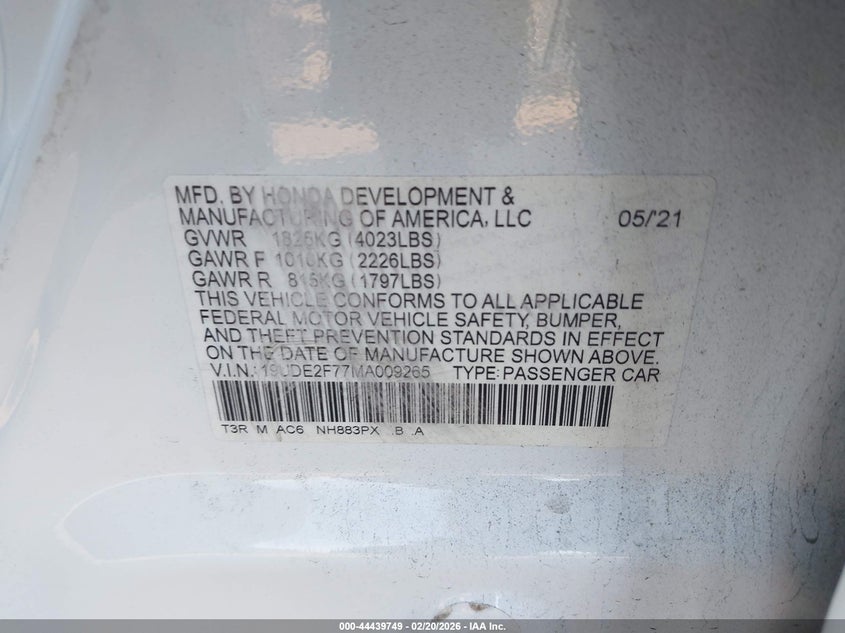 MFD. BY HONDA DEVELOPMENT &
MANUFACTURING OF AMERICA, LLC 05/'21
GVWR 1825KG (4023LBS)
GAWR F 1010KG (2226LBS)
GAWR R 815KG (1797LBS)
THIS VEHICLE CONFORMS TO ALL APPLICABLE
FEDERAL MOTOR VEHICLE SAFETY, BUMPER,
AND THEFT PREVENTION STANDARDS IN EFFECT
ON THE DATE OF MANUFACTURE SHOWN ABOVE.
V.I.N.: 19UDE2F77MA009265 TYPE: PASSENGER CAR
T3R M AC6 NH883PX .B .A
000-44439749 | 02/20/2026 – IAA Inc.